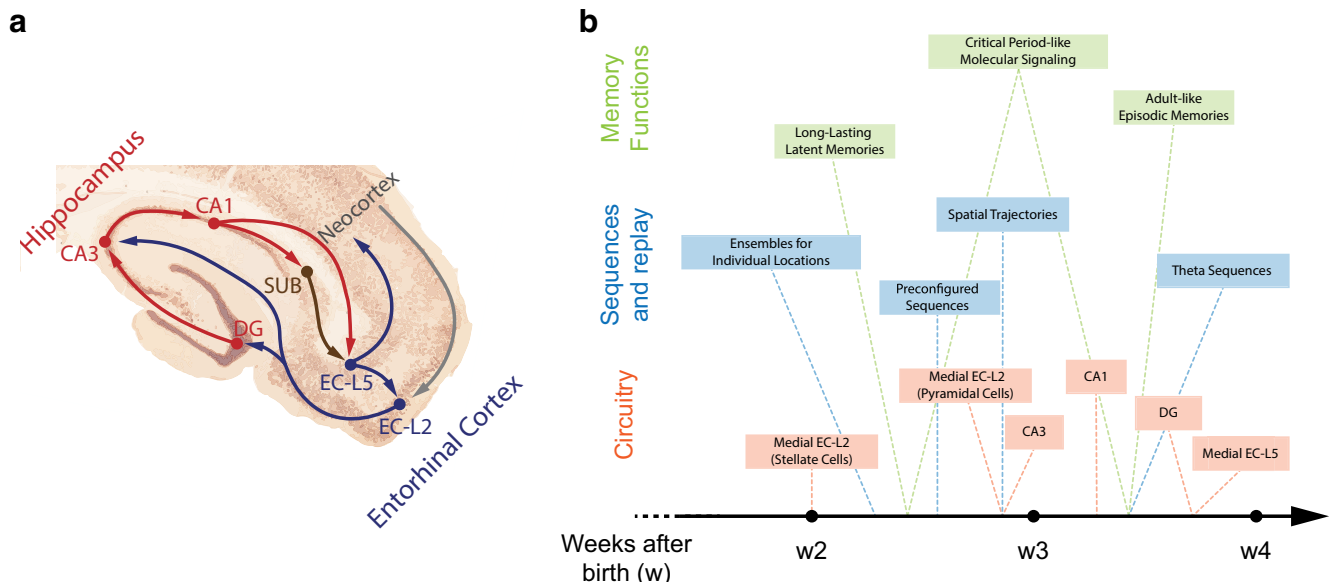 a
Hippocampus
CA1
CA3
Neocortex
SUB
DG
EC-L5
EC-L2
Entorhinal Cortex
b
Memory
Functions
Critical Period-like
Molecular Signaling
Adult-like
Episodic Memories
Long-Lasting
Latent Memories
Sequences
and replay
Spatial Trajectories
Ensembles for
Individual Locations
Theta Sequences
Preconfigured
Sequences
Circuitry
Medial EC-L2
(Pyramidal Cells)
CA1
DG
CA3
Medial EC-L2
(Stellate Cells)
Medial EC-L5
Weeks after
birth (w)
w2
w3
w4